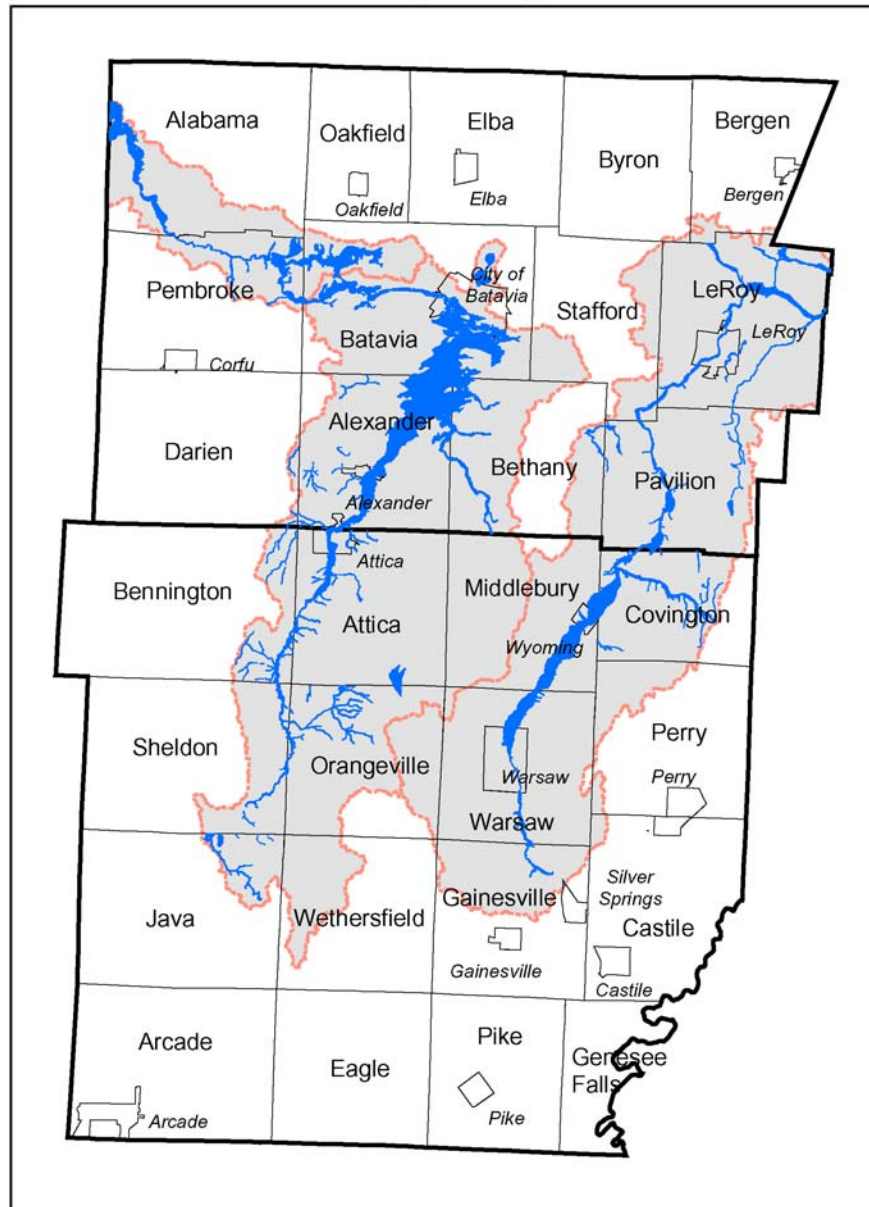 Alabama
Oakfield
Elba
Byron
Bergen
Oakfield
Elba
Bergen
Pembroke
City of
Batavia
Stafford
LeRoy
LeRoy
Batavia
Corfu
Darien
Alexander
Bethany
Pavilion
Alexander
Attica
Bennington
Attica
Middlebury
Wyoming
Covington
Sheldon
Orangeville
Warsaw
Perry
Perry
Warsaw
Java
Wethersfield
Gainesville
Silver
Springs
Castile
Gainesville
Castile
Arcade
Eagle
Pike
Genesee
Falls
Arcade
Pike